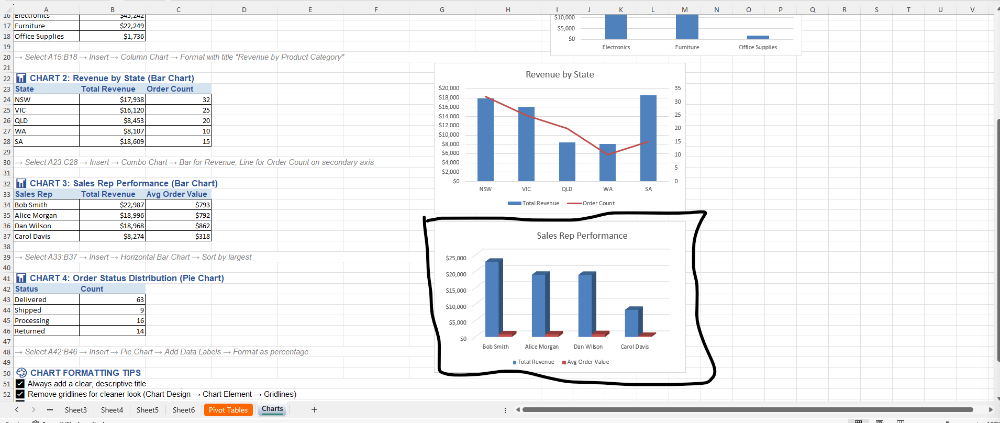 A B C D E F G H I J K L M N O P Q R S T U V
16 Electronics $45,242
17 Furniture $22,249
18 Office Supplies $1,736
19
20 → Select A15:B18 → Insert → Column Chart → Format with title "Revenue by Product Category"
21
22 CHART 2: Revenue by State (Bar Chart)
23 State Total Revenue Order Count
24 NSW $17,938 32
25 VIC $16,120 25
26 QLD $8,453 20
27 WA $8,107 10
28 SA $18,609 15
29
30 → Select A23:C28 → Insert → Combo Chart → Bar for Revenue, Line for Order Count on secondary axis
31
32 CHART 3: Sales Rep Performance (Bar Chart)
33 Sales Rep Total Revenue Avg Order Value
34 Bob Smith $22,987 $793
35 Alice Morgan $18,996 $792
36 Dan Wilson $18,968 $862
37 Carol Davis $8,274 $318
38
39 → Select A33:B37 → Insert → Horizontal Bar Chart → Sort by largest
40
41 CHART 4: Order Status Distribution (Pie Chart)
42 Status Count
43 Delivered 63
44 Shipped 9
45 Processing 16
46 Returned 14
47
48 → Select A42:B46 → Insert → Pie Chart → Add Data Labels → Format as percentage
49
50 CHART FORMATTING TIPS
51 Always add a clear, descriptive title
52 Remove gridlines for cleaner look (Chart Design → Chart Element → Gridlines)
$10,000
$5,000
$0
Electronics Furniture Office Supplies
Revenue by State
$20,000 35
$18,000 30
$16,000 25
$14,000 20
$12,000 15
$10,000 10
$8,000 5
$6,000 0
$4,000
$2,000
$0
NSW VIC QLD WA SA
Total Revenue Order Count
Sales Rep Performance
$25,000
$20,000
$15,000
$10,000
$5,000
$0
Bob Smith Alice Morgan Dan Wilson Carol Davis
Total Revenue Avg Order Value
Sheet3 Sheet4 Sheet5 Sheet6 Pivot Tables Charts